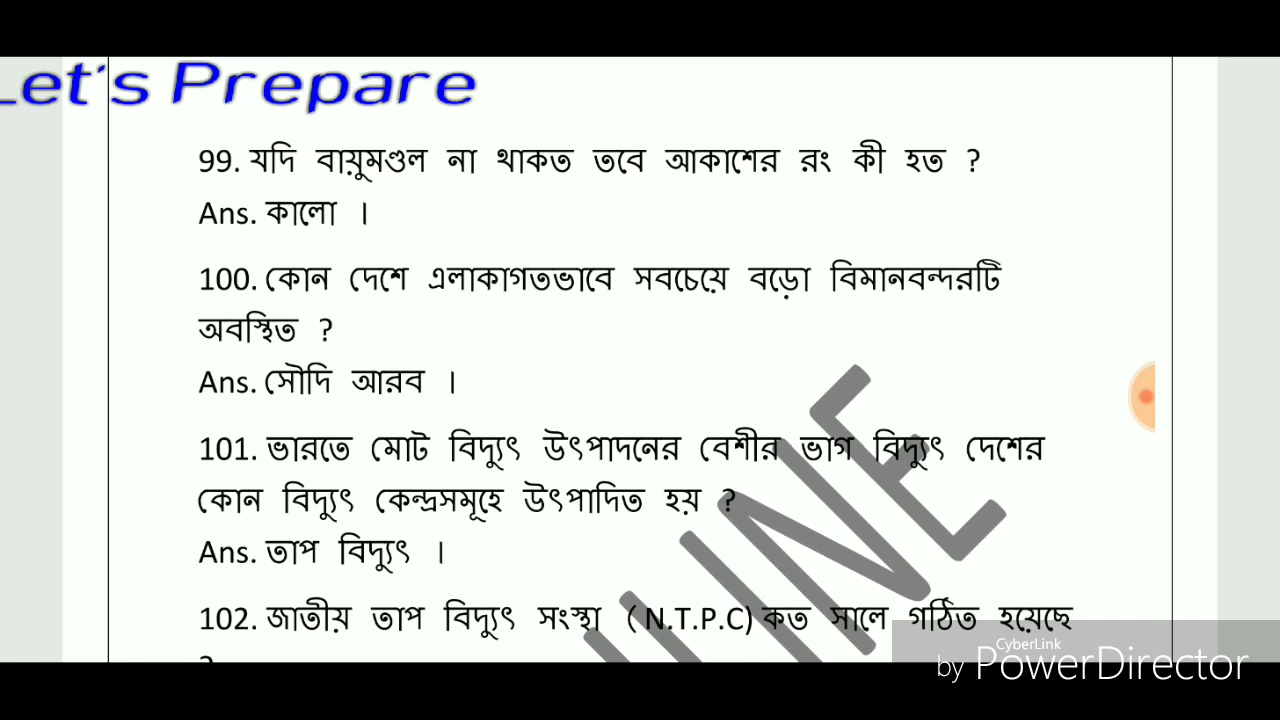 Let's Prepare
99. যদি বায়ুমণ্ডল না থাকত তবে আকাশের রং কী হত ?
Ans. কালো ।
100. কোন দেশে এলাকাগতভাবে সবচেয়ে বড়ো বিমানবন্দরটি
অবস্থিত ?
Ans. সৌদি আরব ।
101. ভারতে মোট বিদ্যুৎ উৎপাদনের বেশীর ভাগ বিদ্যুৎ দেশের
কোন বিদ্যুৎ কেন্দ্রসমূহে উৎপাদিত হয় ?
Ans. তাপ বিদ্যুৎ ।
102. জাতীয় তাপ বিদ্যুৎ সংস্থা ( N.T.P.C) কত সালে গঠিত হয়েছে
?
CyberLink
by PowerDirector